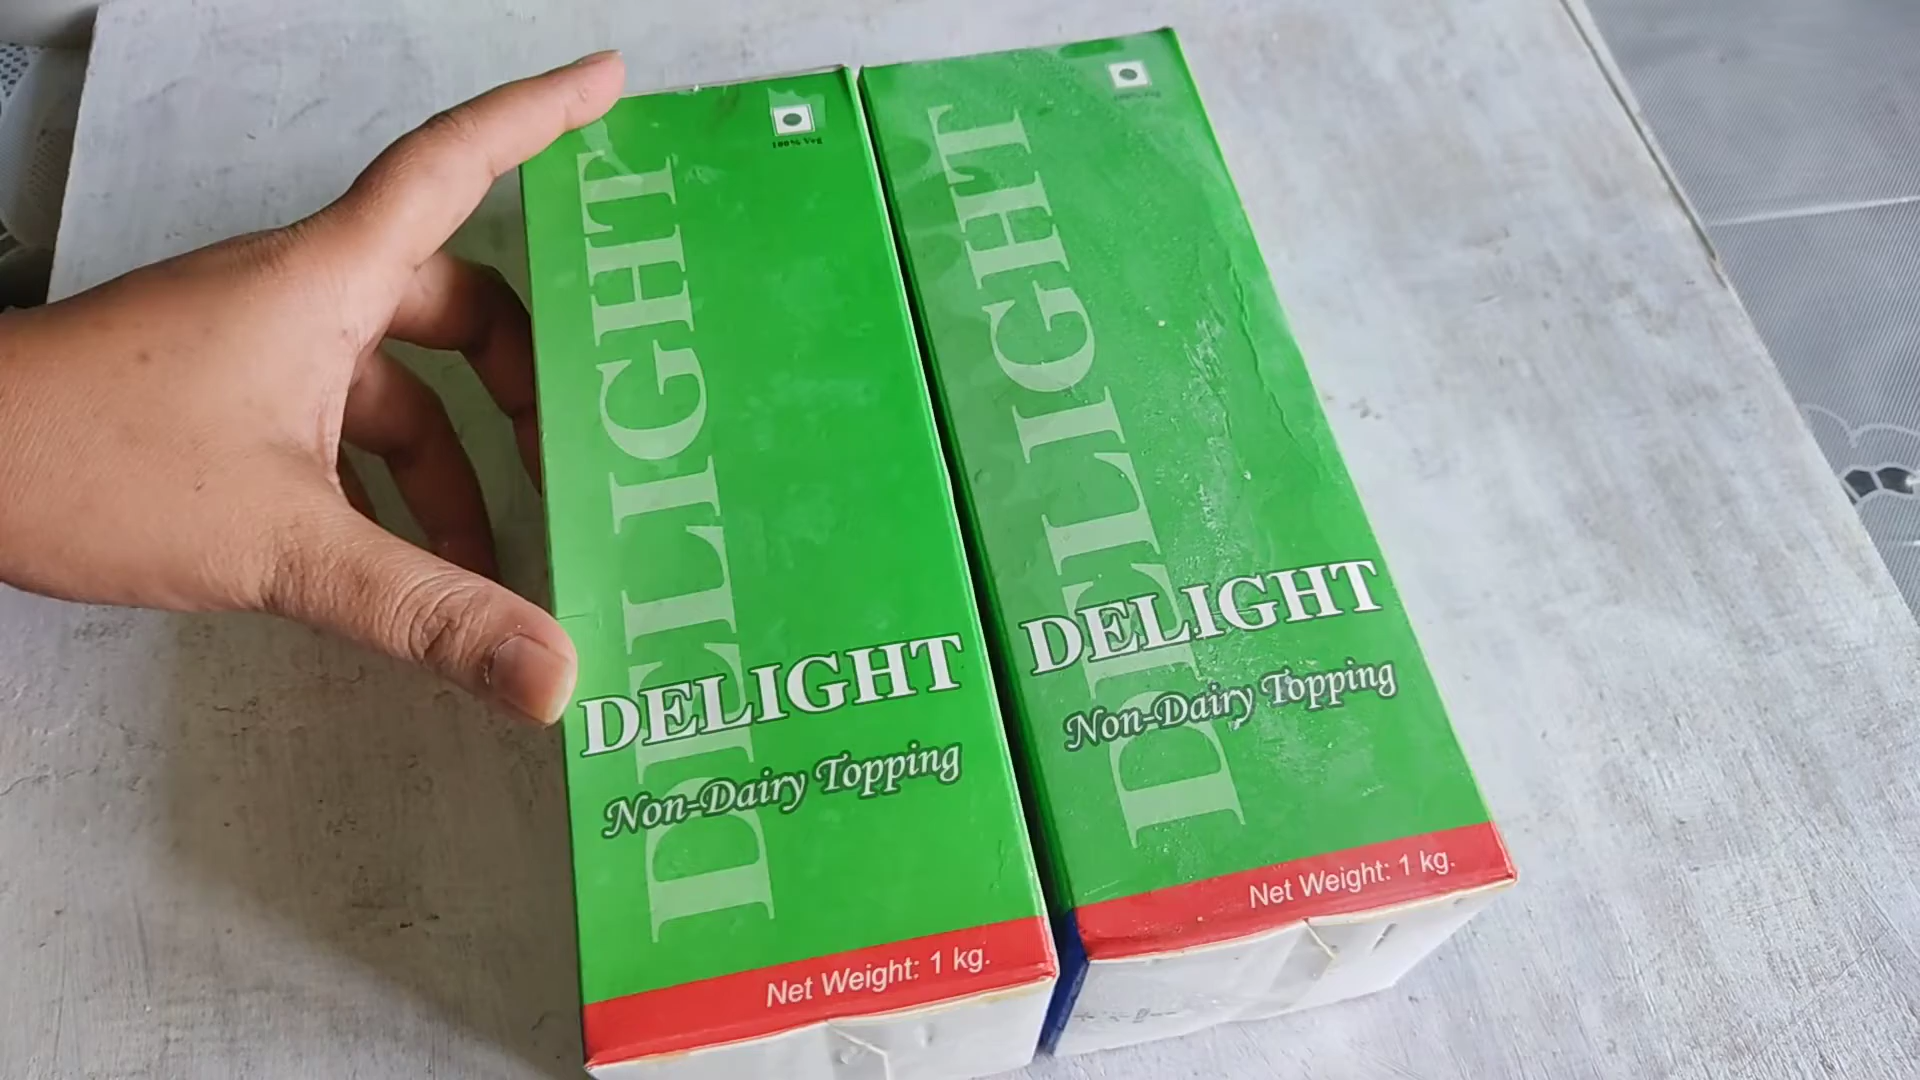 100% Veg
DELIGHT
DELIGHT
Non-Dairy Topping
Net Weight: 1 kg.
DELIGHT
DELIGHT
Non-Dairy Topping
Net Weight: 1 kg.